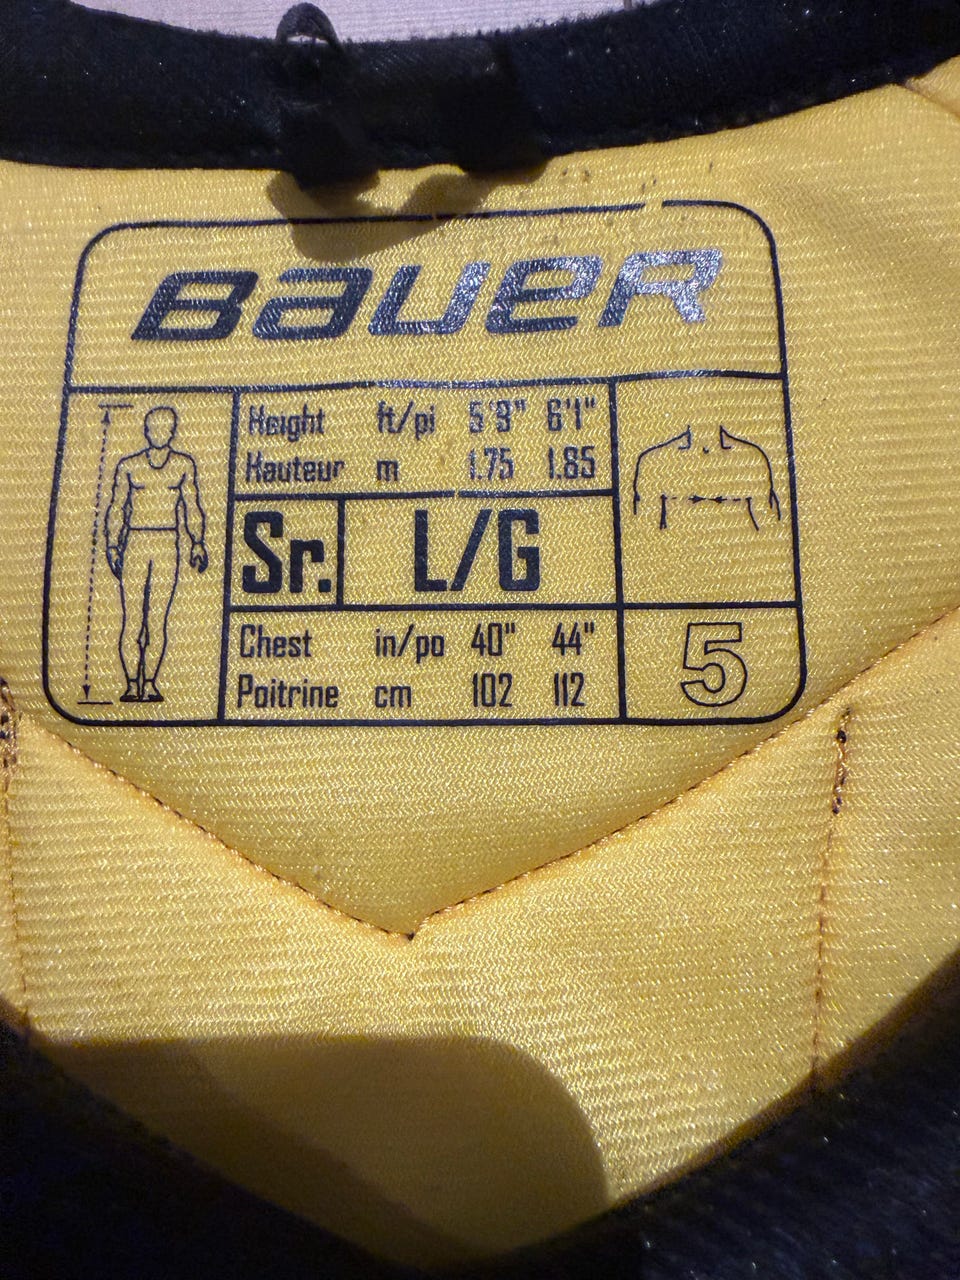 BAUER
Height ft/pi 5'9" 6'1"
Hauteur m 1.75 1.85
Sr. L/G
Chest in/po 40" 44"
Poitrine cm 102 112
5